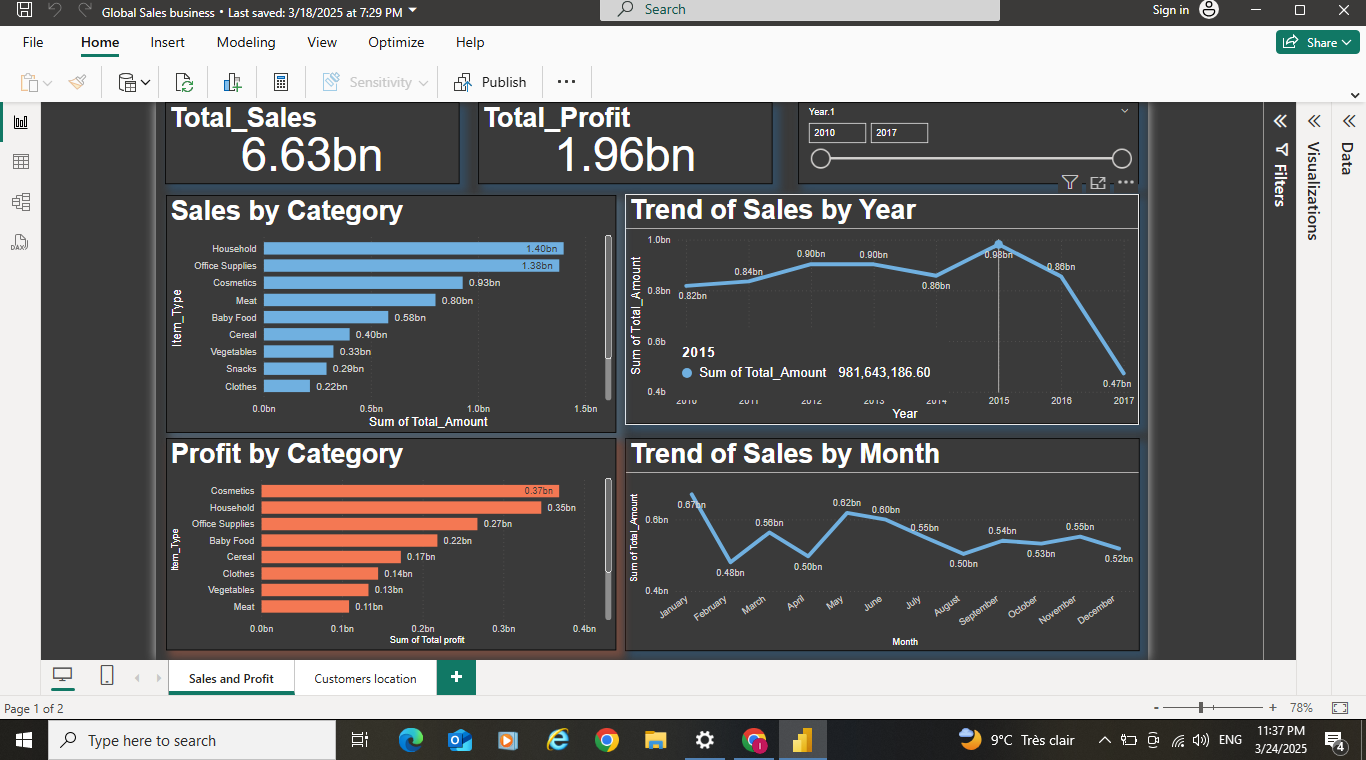 Global Sales business • Last saved: 3/18/2025 at 7:29 PM
Search
Sign in
File Home Insert Modeling View Optimize Help
Share
Sensitivity
Publish
Total_Sales
6.63bn
Total_Profit
1.96bn
Year.1
2010 2017
Filters
Visualizations
Data
DAX
Sales by Category
Item_Type
Household 1.40bn
Office Supplies 1.38bn
Cosmetics 0.93bn
Meat 0.80bn
Baby Food 0.58bn
Cereal 0.40bn
Vegetables 0.33bn
Snacks 0.29bn
Clothes 0.22bn
0.0bn 0.5bn 1.0bn 1.5bn
Sum of Total_Amount
Trend of Sales by Year
Sum of Total_Amount
1.0bn
0.8bn
0.6b
0.4b
0.82bn 0.84bn 0.90bn 0.90bn 0.86bn 0.98bn 0.86bn 0.47bn
2015
Sum of Total_Amount 981,643,186.60
2010 2011 2012 2013 2014 2015 2016 2017
Year
Profit by Category
Item_Type
Cosmetics 0.37bn
Household 0.35bn
Office Supplies 0.27bn
Baby Food 0.22bn
Cereal 0.17bn
Clothes 0.14bn
Vegetables 0.13bn
Meat 0.11bn
0.0bn 0.1bn 0.2bn 0.3bn 0.4bn
Sum of Total profit
Trend of Sales by Month
Sum of Total_Amount
0.6bn
0.4bn
0.67bn 0.48bn 0.56bn 0.50bn 0.62bn 0.60bn 0.55bn 0.50bn 0.54bn 0.53bn 0.55bn 0.52bn
January February March April May June July August September October November December
Month
Sales and Profit
Customers location
+
Page 1 of 2
- + 78%
Type here to search
9°C Très clair
ENG
11:37 PM
3/24/2025
4